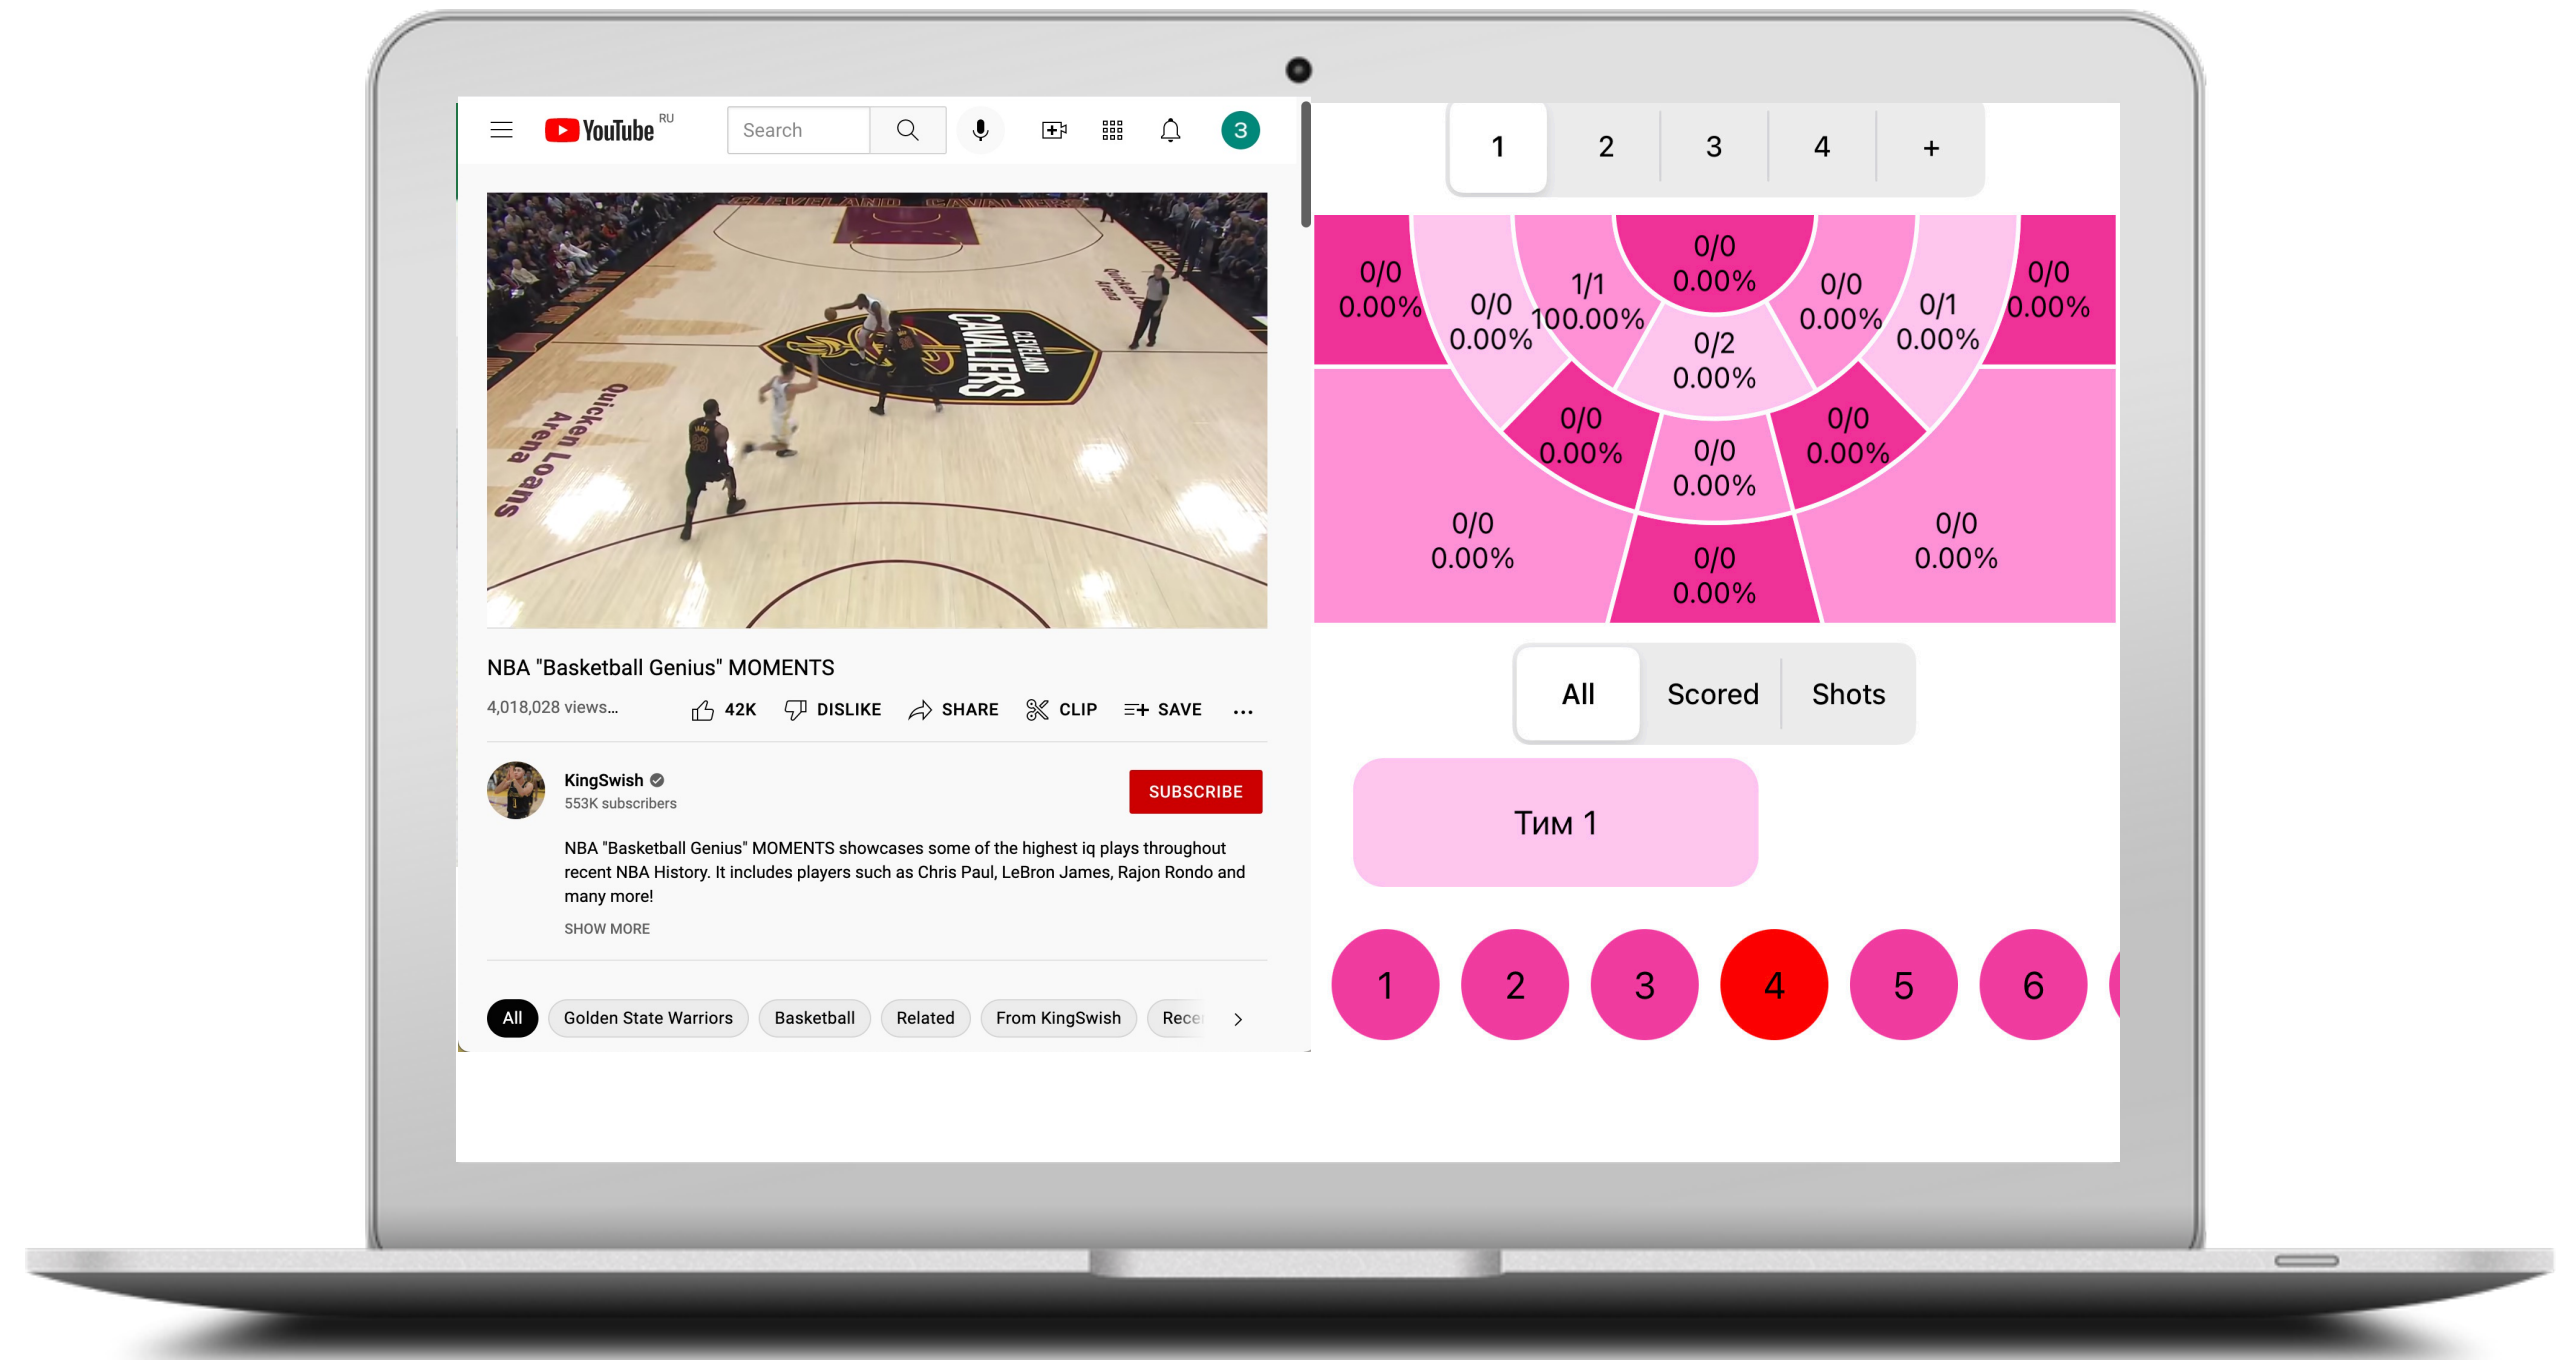 YouTube RU
Search
3
CLEVELAND CAVALIERS
Quicken Loans
Arena
CLEVELAND
CAVALIERS
Quicken Loans
Arena
JAMES
23
NBA "Basketball Genius" MOMENTS
4,018,028 views...
42K
DISLIKE
SHARE
CLIP
SAVE
KingSwish
553K subscribers
SUBSCRIBE
NBA "Basketball Genius" MOMENTS showcases some of the highest iq plays throughout
recent NBA History. It includes players such as Chris Paul, LeBron James, Rajon Rondo and
many more!
SHOW MORE
All
Golden State Warriors
Basketball
Related
From KingSwish
Rece
1 2 3 4 +
0/0
0.00%
0/0
0.00%
1/1
100.00%
0/0
0.00%
0/0
0.00%
0/1
0.00%
0/0
0.00%
0/2
0.00%
0/0
0.00%
0/0
0.00%
0/0
0.00%
0/0
0.00%
0/0
0.00%
0/0
0.00%
All Scored Shots
Тим 1
1 2 3 4 5 6